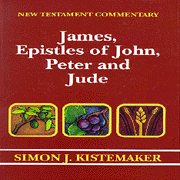 NEW TESTAMENT COMMENTARY
James,
Epistles of John,
Peter and
Jude
SIMON J. KISTEMAKER